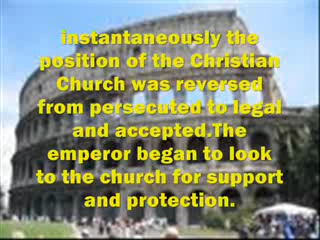 instantaneously the
position of the Christian
Church was reversed
from persecuted to legal
and accepted.The
emperor began to look
to the church for support
and protection.